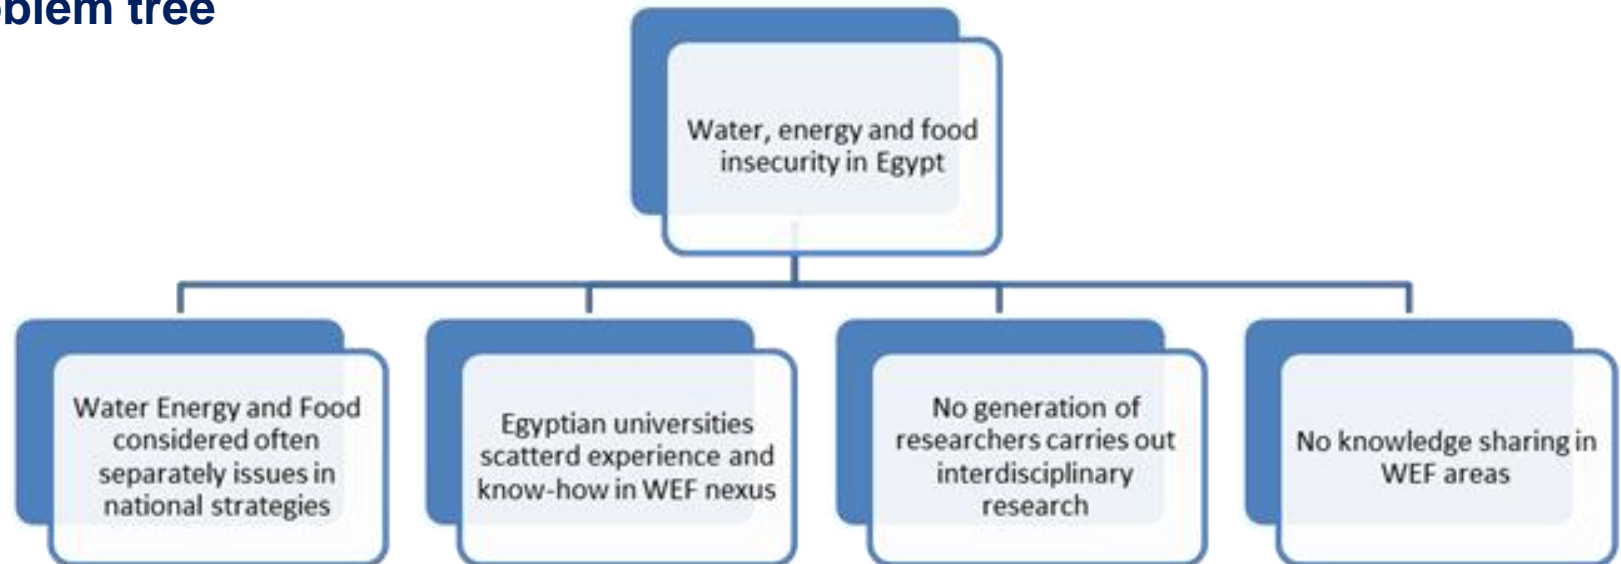 oblem tree
Water, energy and food
insecurity in Egypt
Water Energy and Food
considered often
separately issues in
national strategies
Egyptian universities
scatterd experience and
know-how in WEF nexus
No generation of
researchers carries out
interdisciplinary
research
No knowledge sharing in
WEF areas